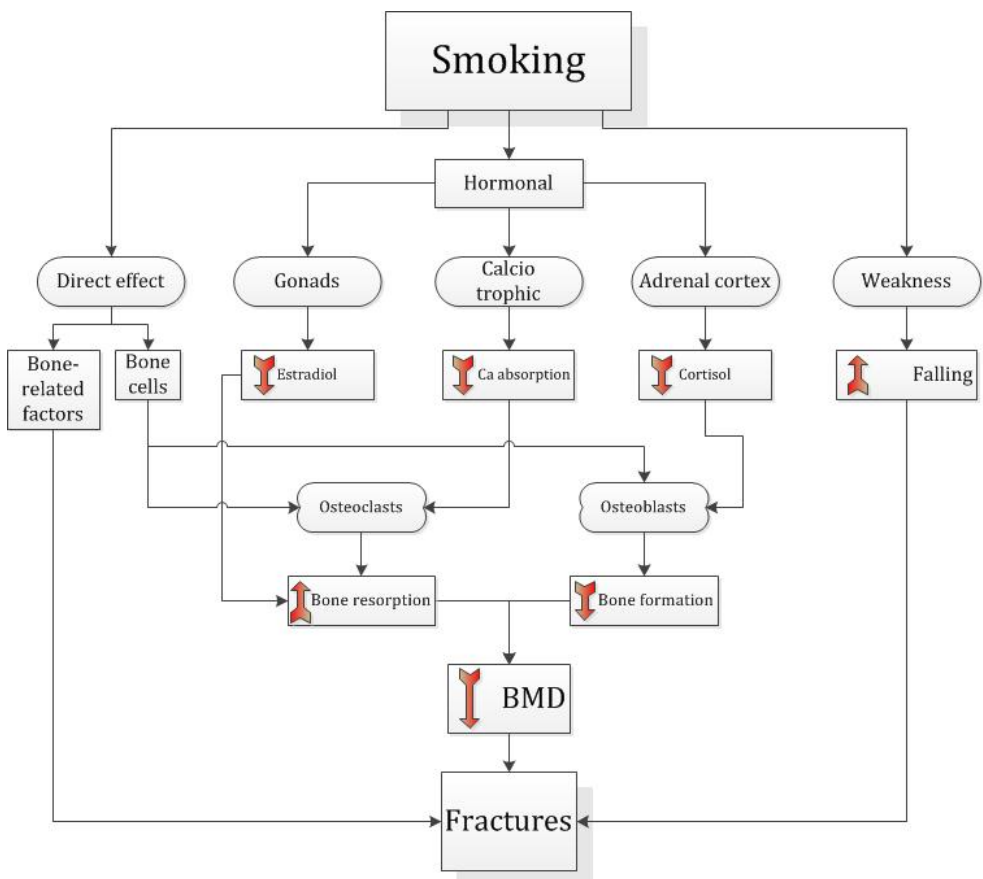 Smoking
Hormonal
Direct effect
Gonads
Calcio
trophic
Adrenal cortex
Weakness
Bone-
related
factors
Bone
cells
Estradiol
Ca absorption
Cortisol
Falling
Osteoclasts
Osteoblasts
Bone resorption
Bone formation
BMD
Fractures